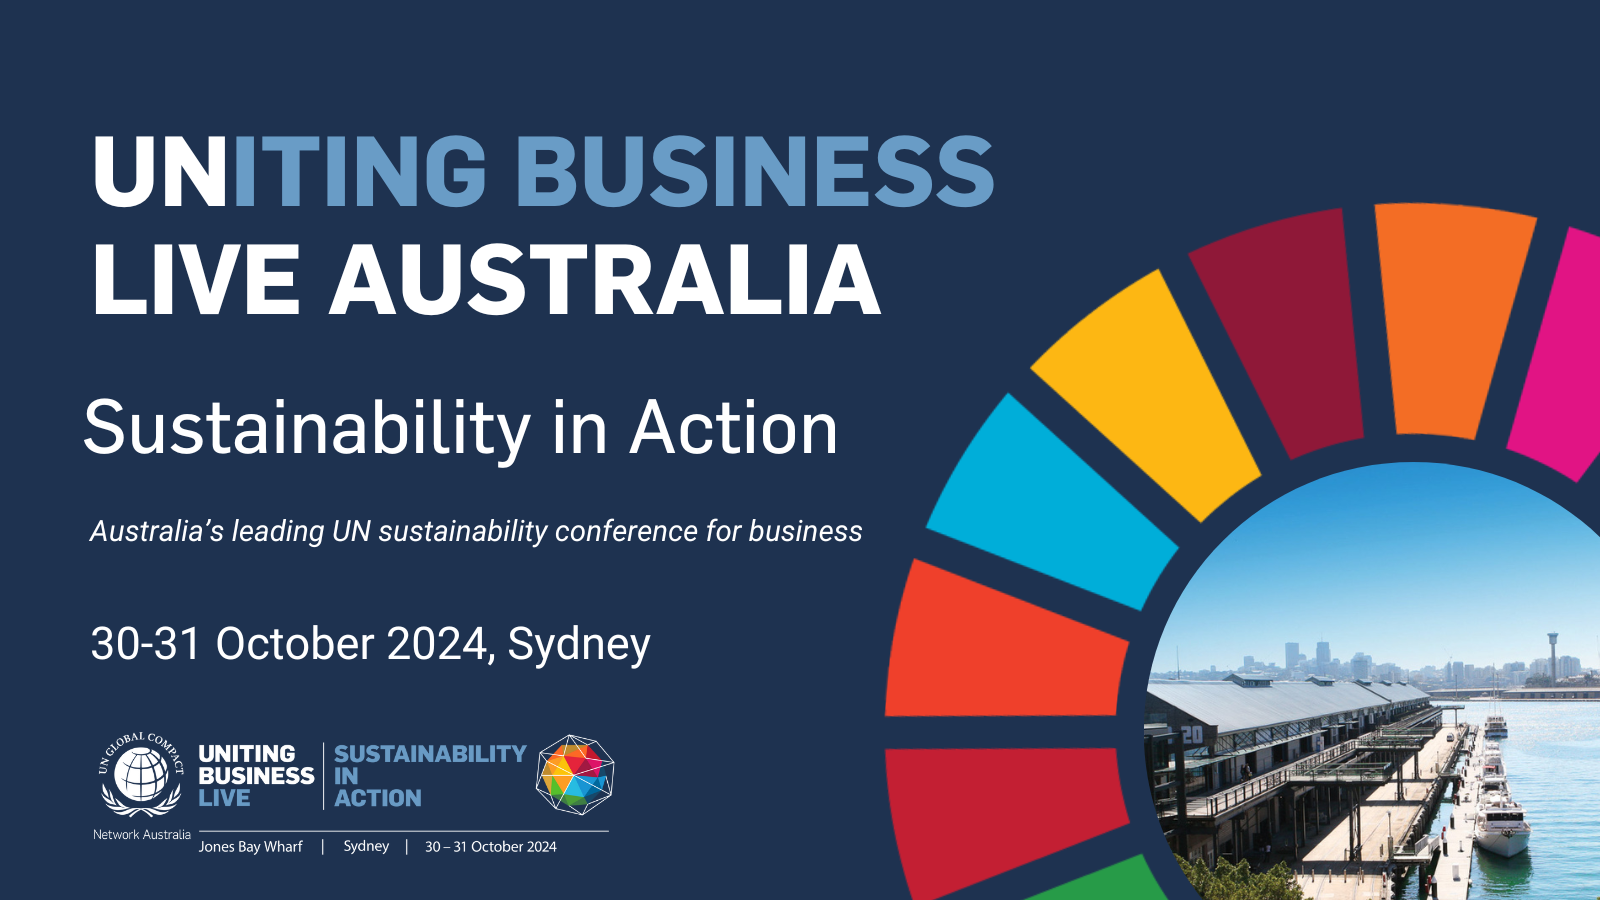 UNITING BUSINESS
LIVE AUSTRALIA
Sustainability in Action
Australia’s leading UN sustainability conference for business
30-31 October 2024, Sydney
UN GLOBAL COMPACT
Network Australia
UNITING
BUSINESS
LIVE
SUSTAINABILITY
IN
ACTION
Jones Bay Wharf | Sydney | 30 – 31 October 2024
20